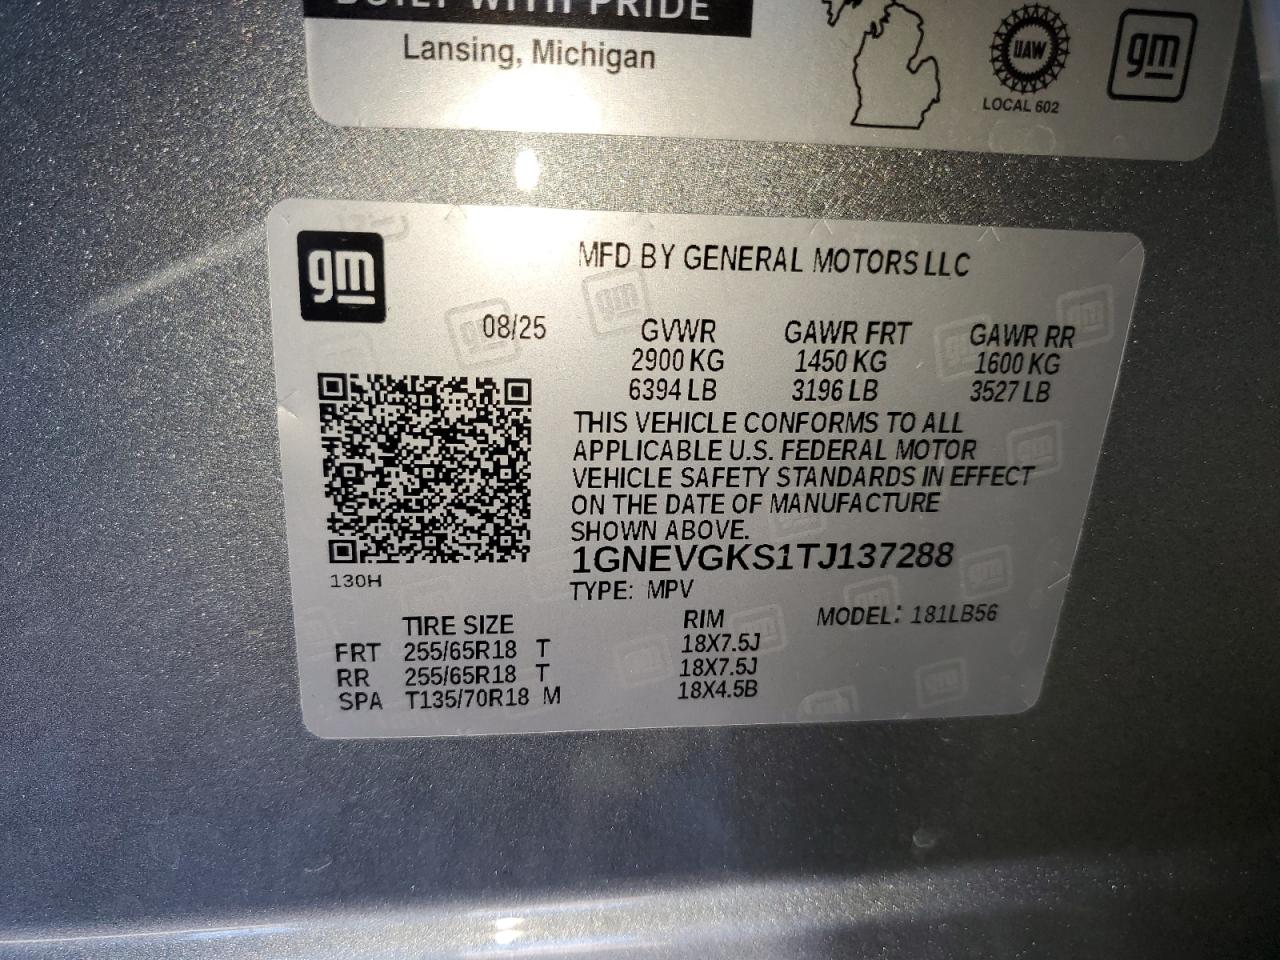 BUILT WITH PRIDE
Lansing, Michigan
UAW
LOCAL 602
gm
gm
MFD BY GENERAL MOTORS LLC
08/25
GVWR GAWR FRT GAWR RR
2900 KG 1450 KG 1600 KG
6394 LB 3196 LB 3527 LB
THIS VEHICLE CONFORMS TO ALL
APPLICABLE U.S. FEDERAL MOTOR
VEHICLE SAFETY STANDARDS IN EFFECT
ON THE DATE OF MANUFACTURE
SHOWN ABOVE.
1GNEVGKS1TJ137288
130H
TYPE: MPV
TIRE SIZE RIM MODEL: 181LB56
FRT 255/65R18 T 18X7.5J
RR 255/65R18 T 18X7.5J
SPA T135/70R18 M 18X4.5B